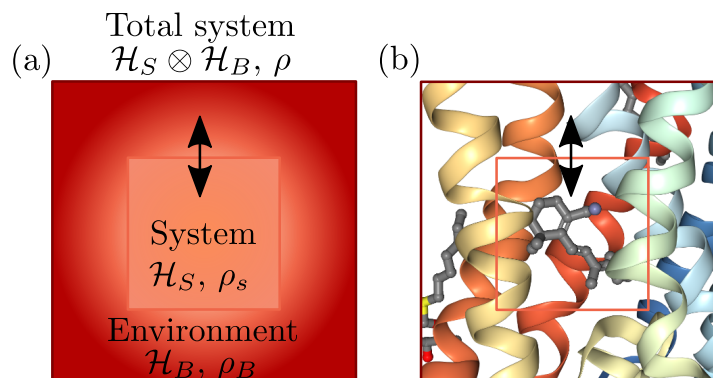 (a)
Total system
ℋ_S ⊗ ℋ_B, ρ
System
ℋ_S, ρ_s
Environment
ℋ_B, ρ_B
(b)